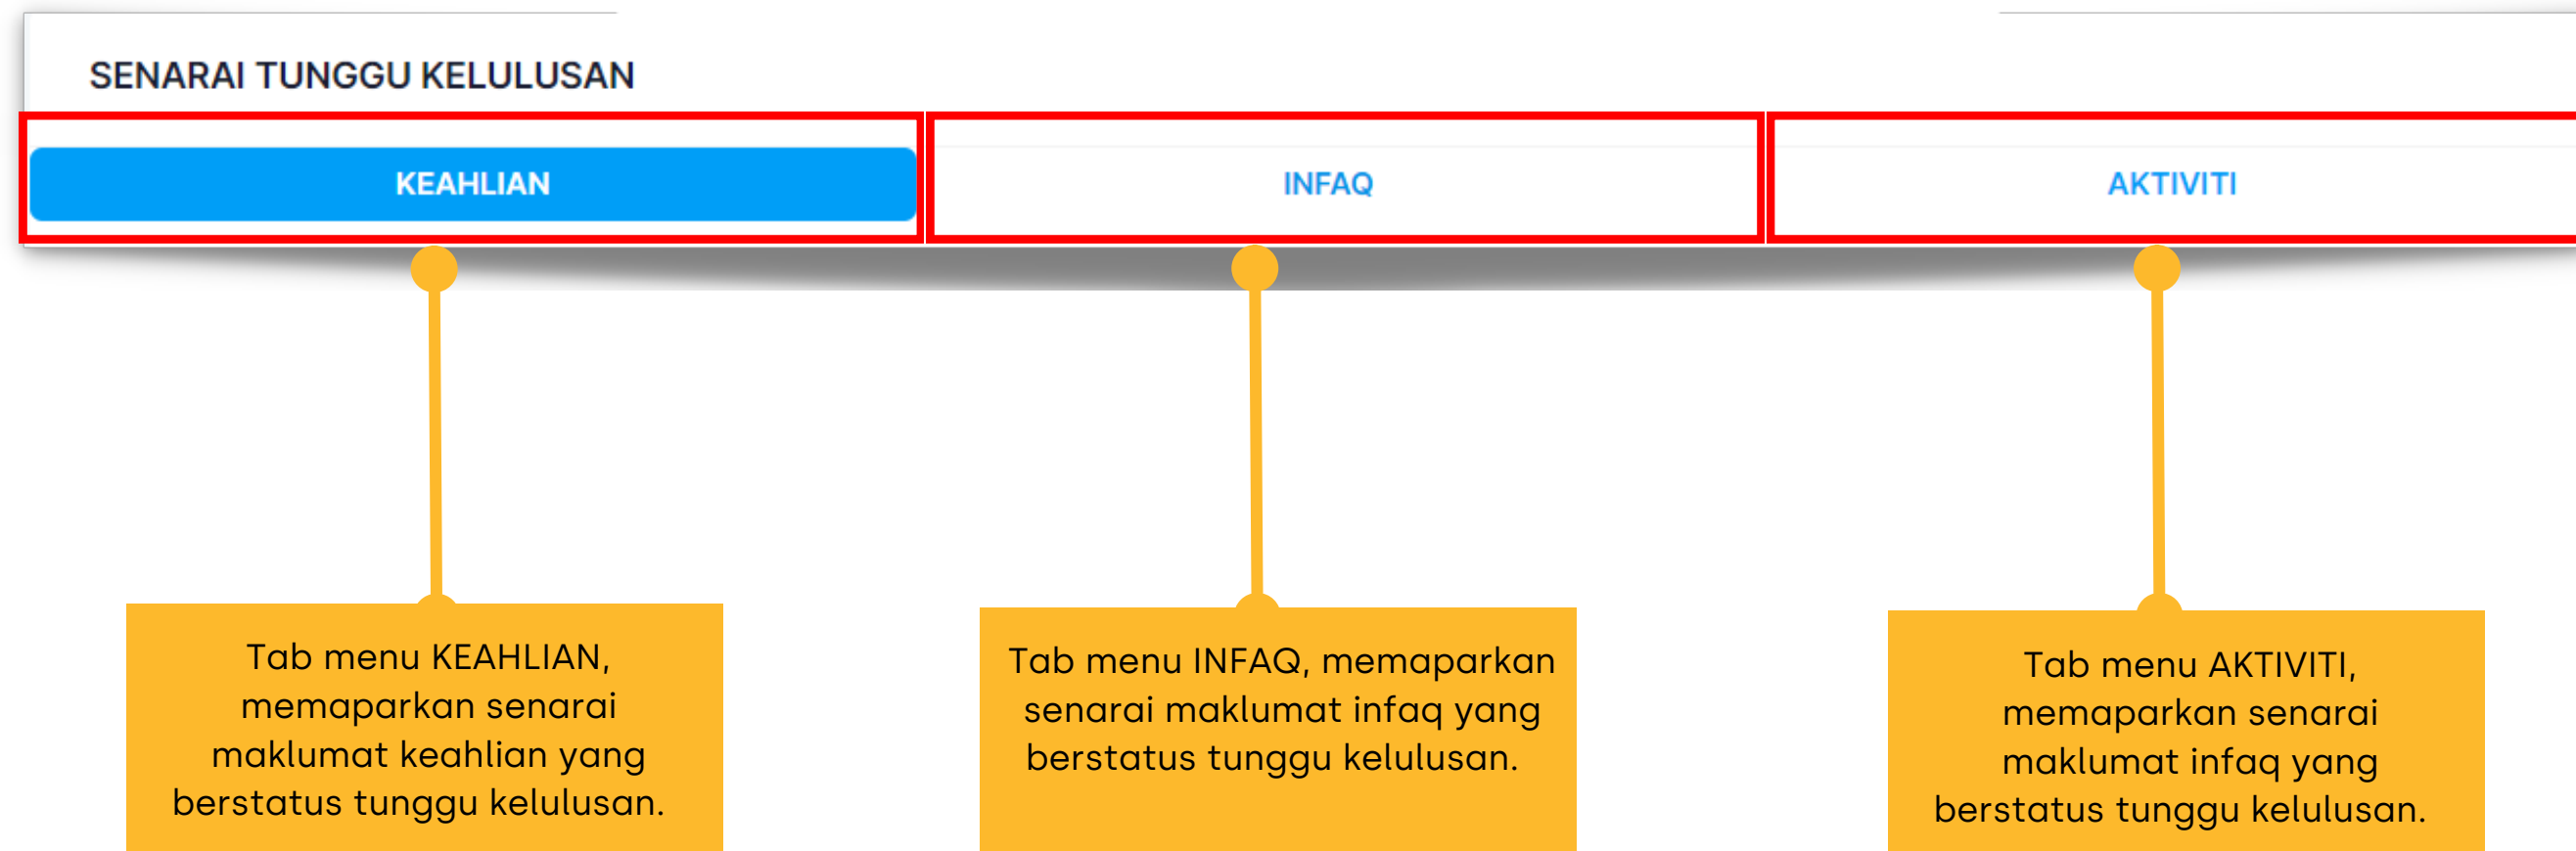 SENARAI TUNGGU KELULUSAN
KEAHLIAN
INFAQ
AKTIVITI
Tab menu KEAHLIAN,
memaparkan senarai
maklumat keahlian yang
berstatus tunggu kelulusan.
Tab menu INFAQ, memaparkan
senarai maklumat infaq yang
berstatus tunggu kelulusan.
Tab menu AKTIVITI,
memaparkan senarai
maklumat infaq yang
berstatus tunggu kelulusan.